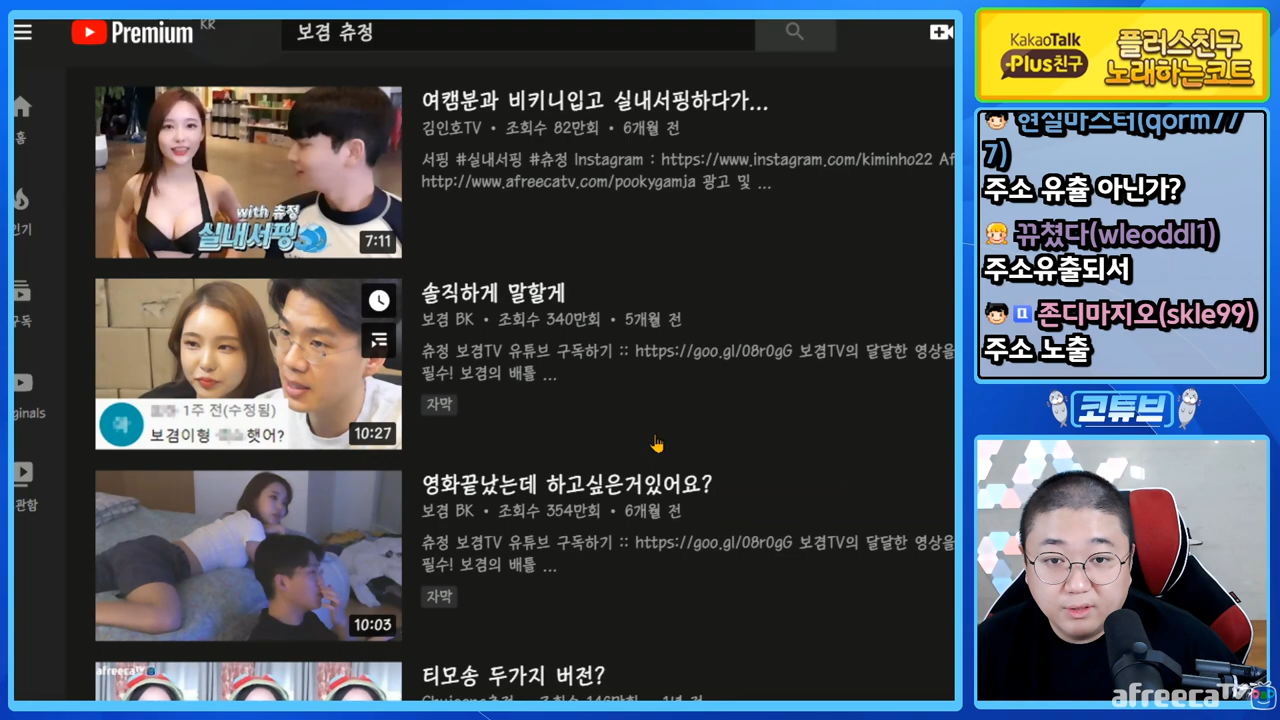 Premium KR
보겸 츄정
홈
인기
구독
ginals
관함
with 츄정
실내서핑
7:11
여캠분과 비키니입고 실내서핑하다가...
김인호TV • 조회수 82만회 • 6개월 전
서핑 #실내서핑 #츄정 Instagram : https://www.instagram.com/kiminho22 Af
http://www.afreecatv.com/pookygamja 광고 및 ...
1주 전(수정됨)
보겸이형 햇어?
10:27
솔직하게 말할게
보겸 BK • 조회수 340만회 • 5개월 전
츄정 보겸TV 유튜브 구독하기 :: https://goo.gl/08r0gG 보겸TV의 달달한 영상을
필수! 보겸의 배틀 ...
자막
10:03
영화끝났는데 하고싶은거있어요?
보겸 BK • 조회수 354만회 • 6개월 전
츄정 보겸TV 유튜브 구독하기 :: https://goo.gl/08r0gG 보겸TV의 달달한 영상을
필수! 보겸의 배틀 ...
자막
afreecaTV
티모송 두가지 버전?
KakaoTalk
Plus친구
플러스친구
노래하는코트
현실마스터(qorm77
7)
주소 유츌 아닌가?
뀨쪘다(wleoddl1)
주소유출되서
존디마지오(skle99)
주소 노출
코튜브
afreecaTV